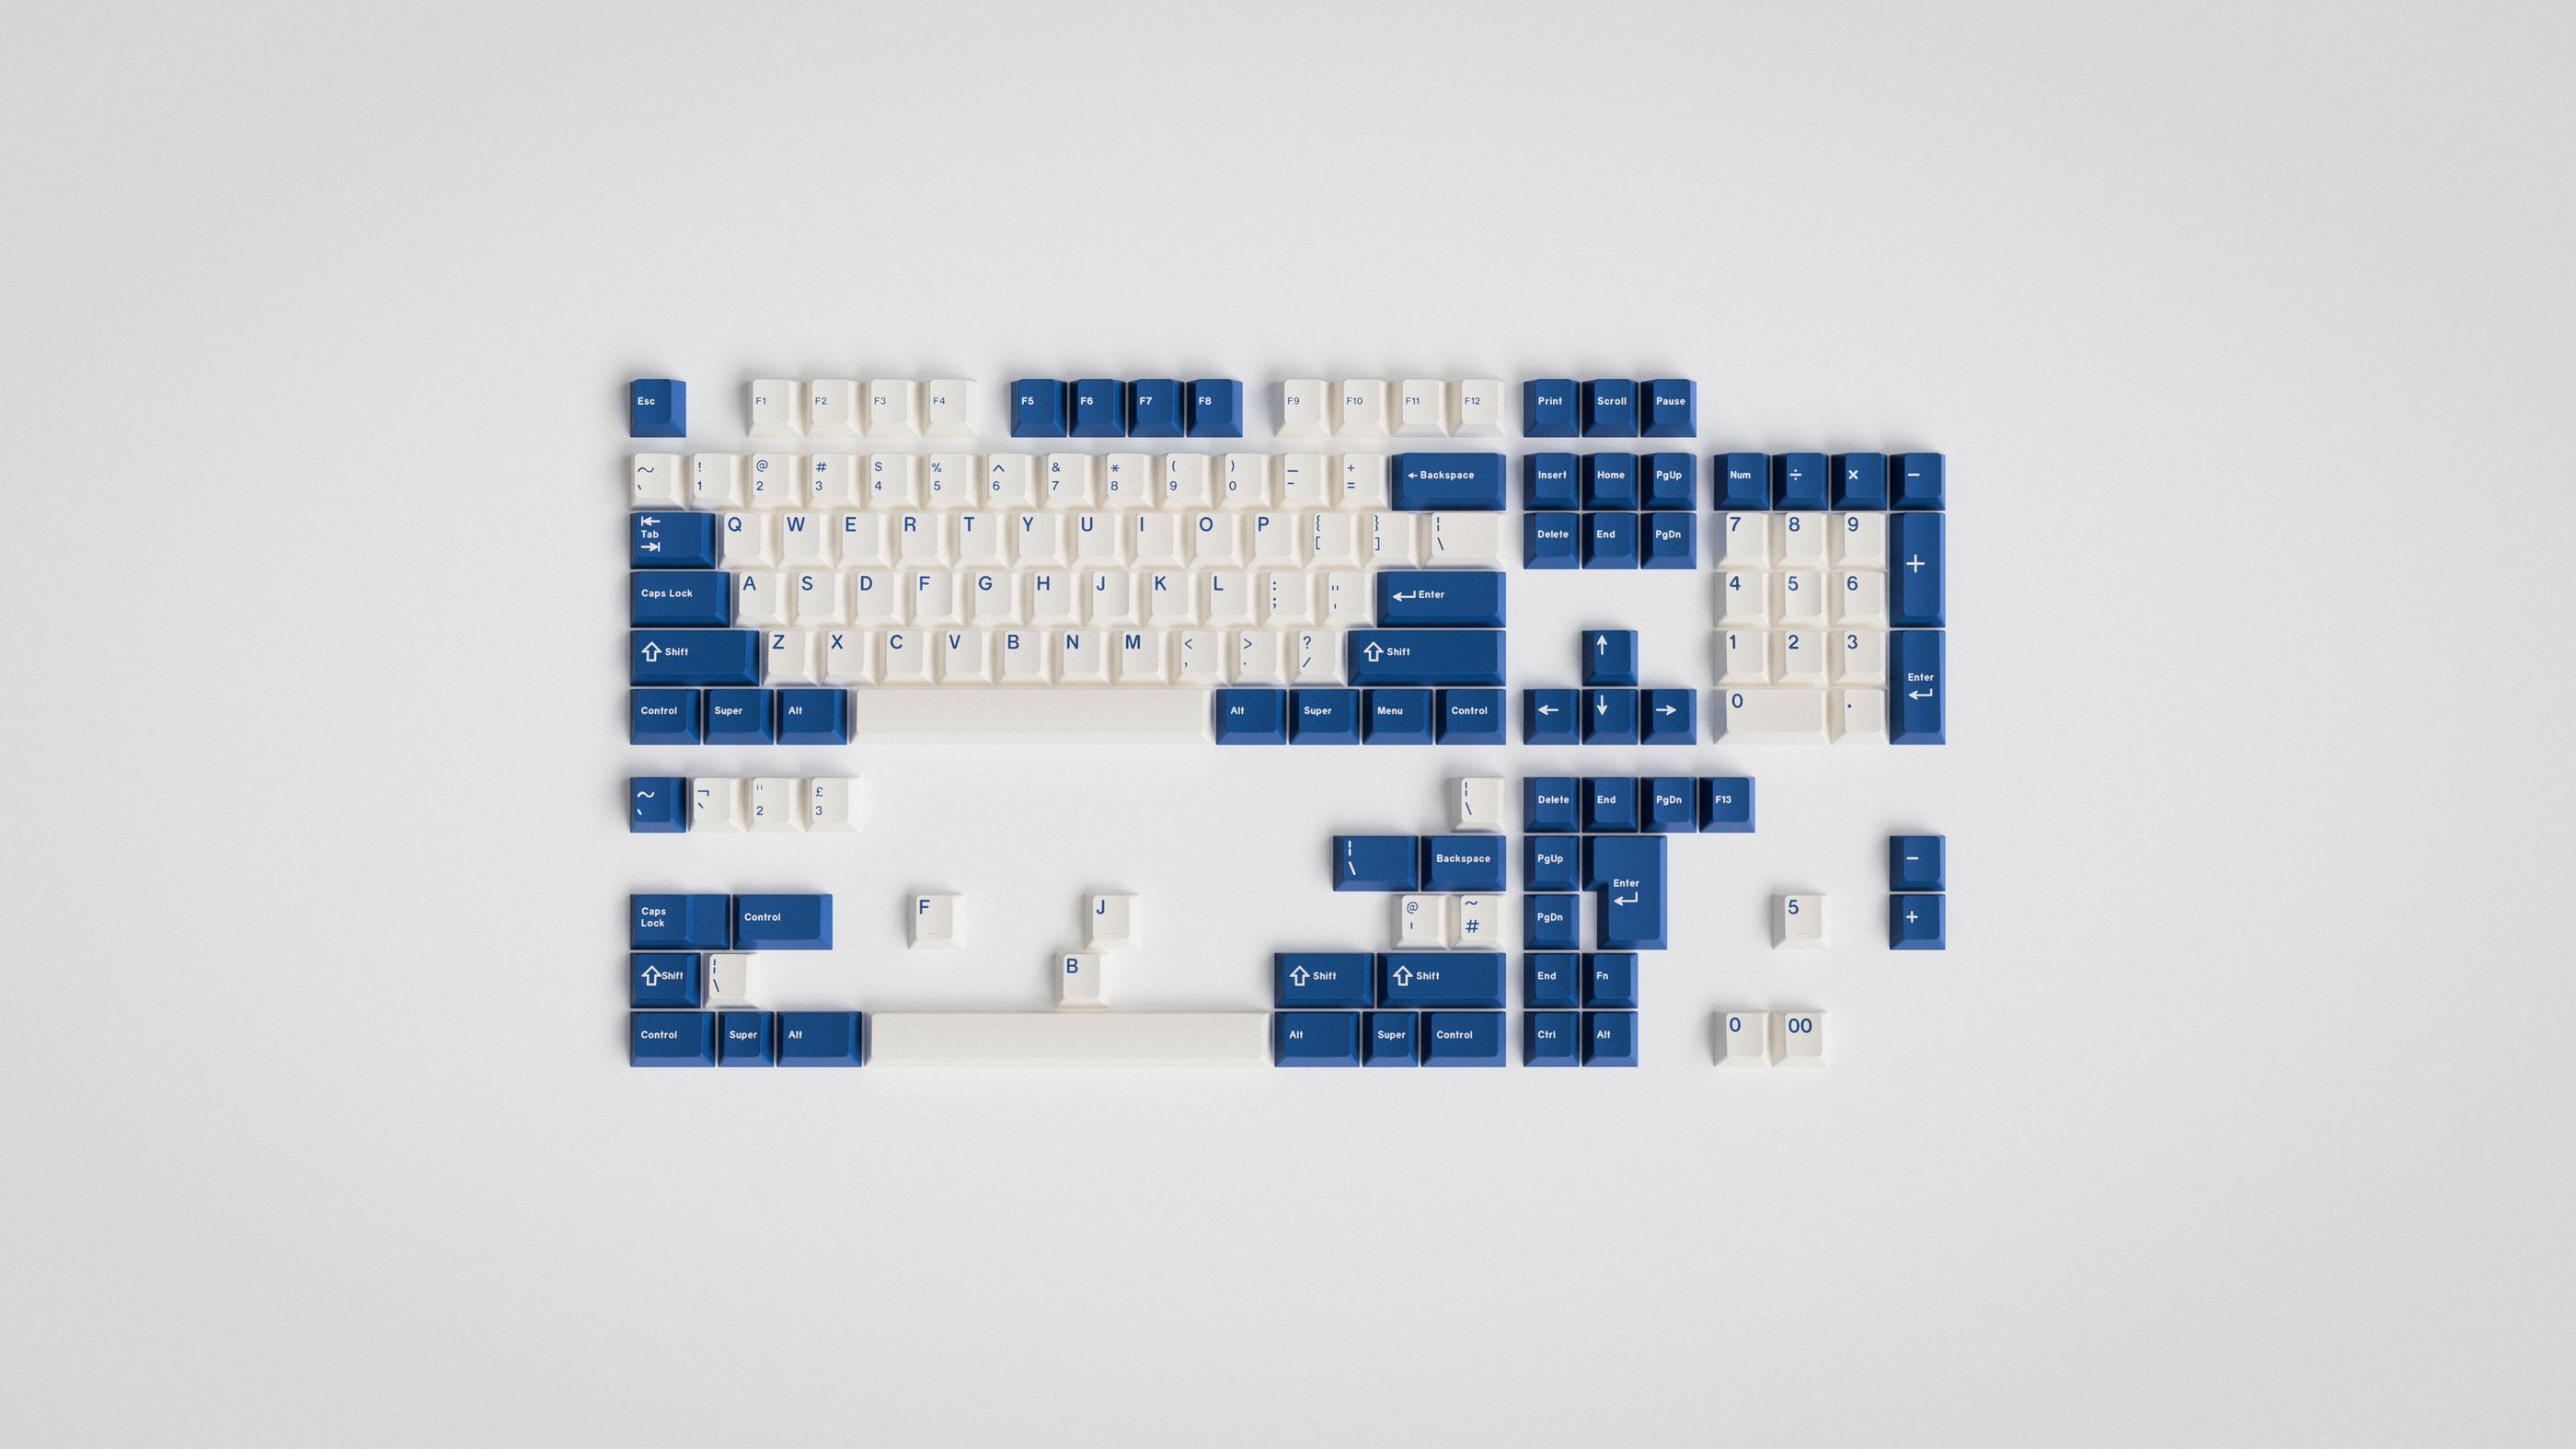 Esc F1 F2 F3 F4 F5 F6 F7 F8 F9 F10 F11 F12 Print Scroll Pause
~ ! @ # $ % ^ & * ( ) _ +
` 1 2 3 4 5 6 7 8 9 0 - = ← Backspace Insert Home PgUp Num ÷ × −
⇤ Tab ⇥ Q W E R T Y U I O P { [ } ] ¦ \ Delete End PgDn 7 8 9 +
Caps Lock A S D F G H J K L : ; " ' ↵ Enter 4 5 6
⇧ Shift Z X C V B N M < , > . ? / ⇧ Shift ↑ 1 2 3 Enter ↵
Control Super Alt Alt Super Menu Control ← ↓ → 0 .
~ ` ¬ ` " 2 £ 3 ¦ \ Delete End PgDn F13
¦ \ Backspace PgUp Enter ↵ −
Caps Lock Control F J @ ' ~ # PgDn 5 +
⇧ Shift ¦ \ B ⇧ Shift ⇧ Shift End Fn
Control Super Alt Alt Super Control Ctrl Alt 0 00